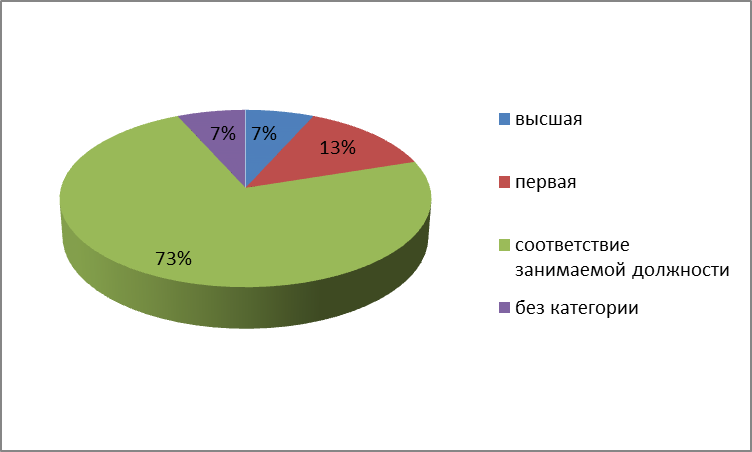 7%
7%
13%
73%
высшая
первая
соответствие
занимаемой должности
без категории